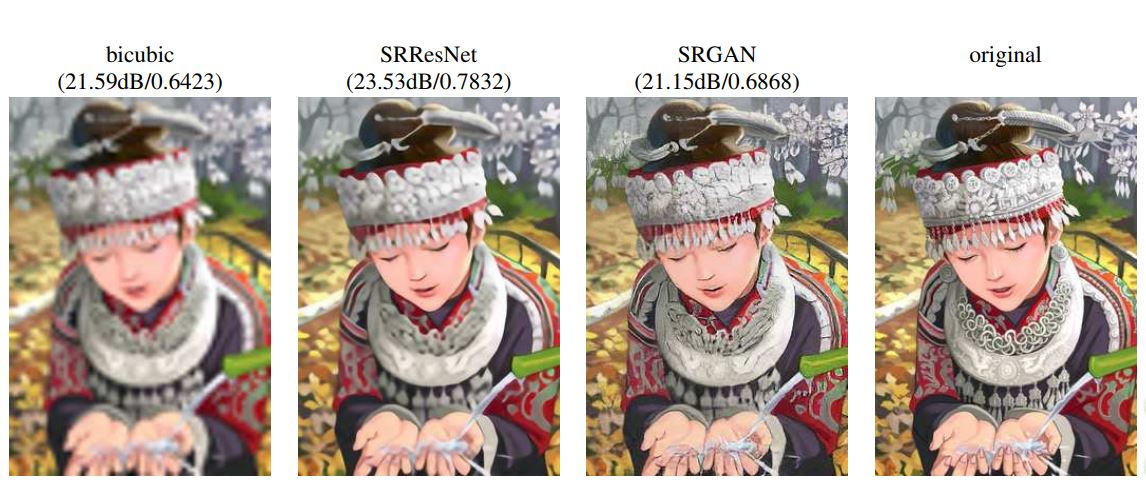 bicubic
(21.59dB/0.6423)
SRResNet
(23.53dB/0.7832)
SRGAN
(21.15dB/0.6868)
original